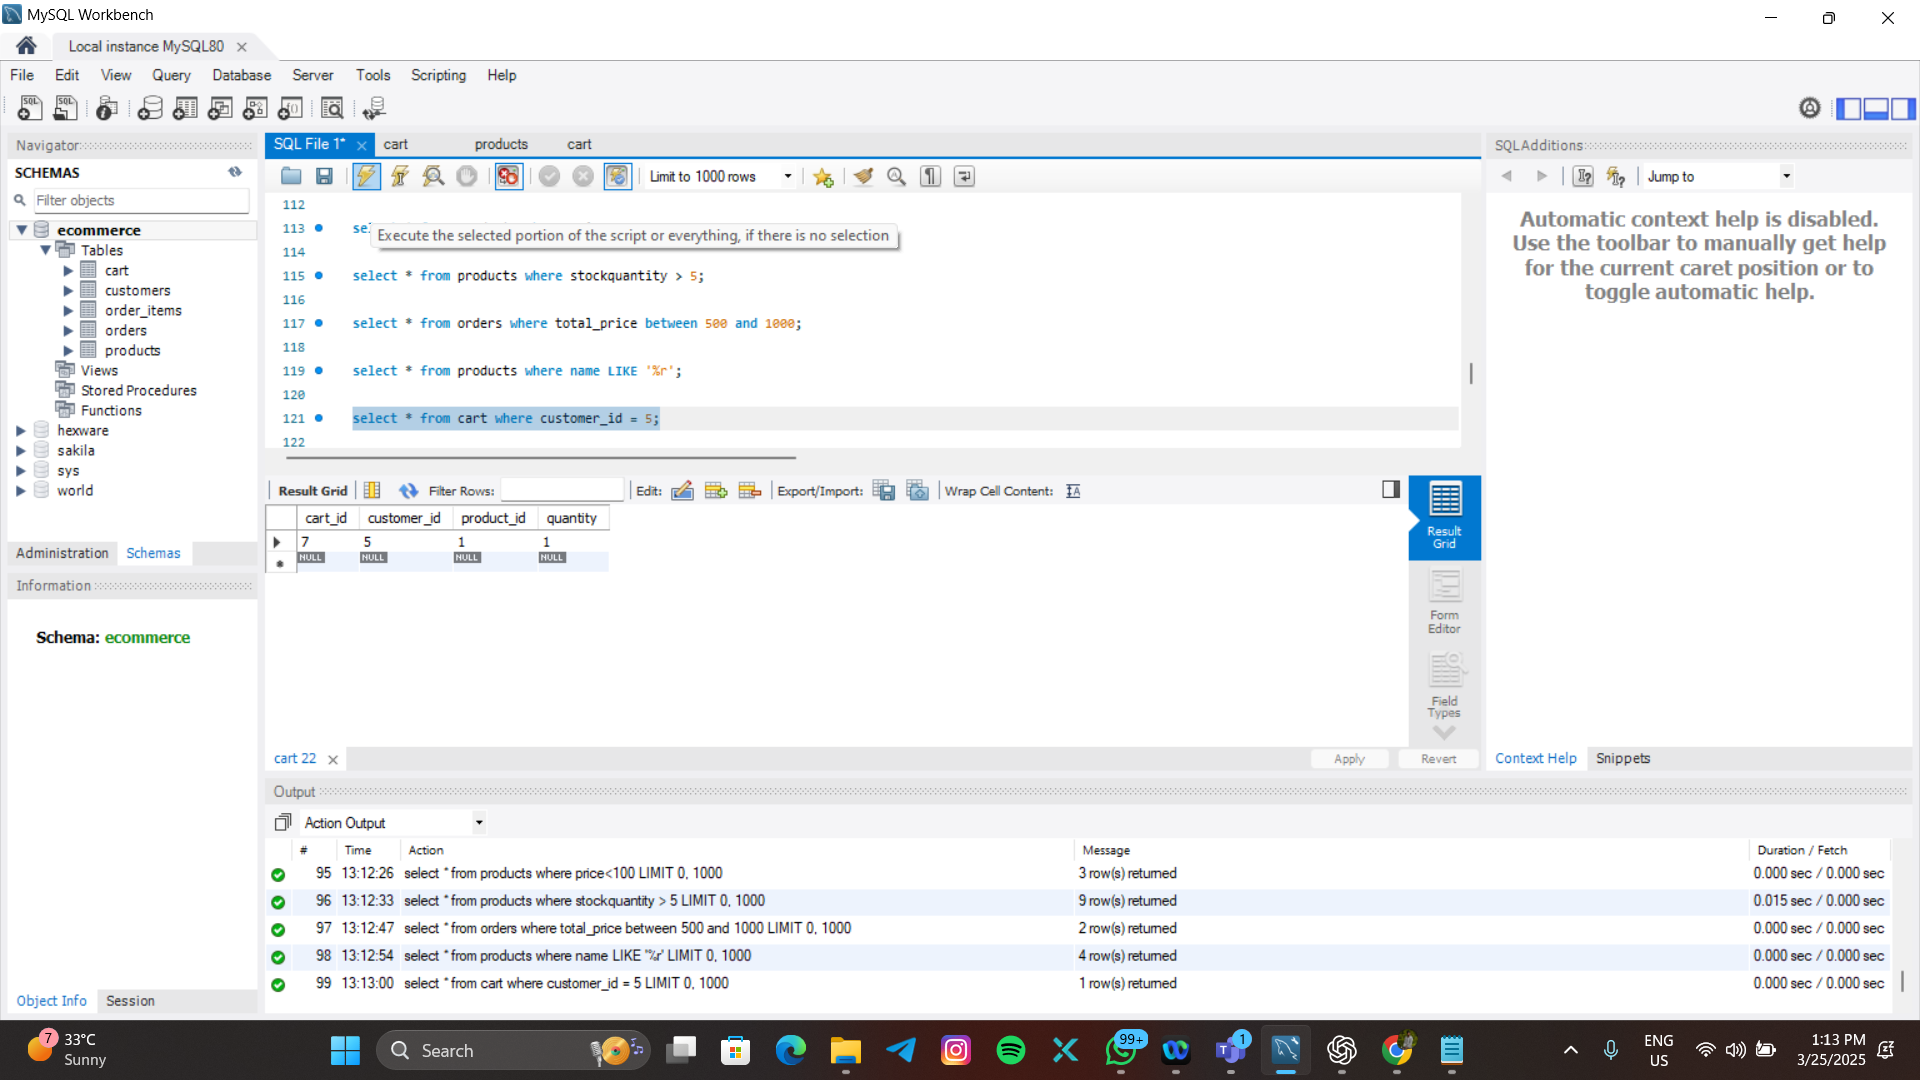 MySQL Workbench
Local instance MySQL80
File Edit View Query Database Server Tools Scripting Help
Navigator
SCHEMAS
Filter objects
ecommerce
Tables
cart
customers
order_items
orders
products
Views
Stored Procedures
Functions
hexware
sakila
sys
world
Administration Schemas
Information
Schema: ecommerce
Object Info Session
SQL File 1* cart products cart
Limit to 1000 rows
112
113 sel
Execute the selected portion of the script or everything, if there is no selection
114
115 select * from products where stockquantity > 5;
116
117 select * from orders where total_price between 500 and 1000;
118
119 select * from products where name LIKE '%r';
120
121 select * from cart where customer_id = 5;
122
Result Grid Filter Rows: Edit: Export/Import: Wrap Cell Content:
cart_id customer_id product_id quantity
7 5 1 1
NULL NULL NULL NULL
Result
Grid
Form
Editor
Field
Types
cart 22 Apply Revert
SQLAdditions
Jump to
Automatic context help is disabled.
Use the toolbar to manually get help
for the current caret position or to
toggle automatic help.
Context Help Snippets
Output
Action Output
# Time Action Message Duration / Fetch
95 13:12:26 select * from products where price<100 LIMIT 0, 1000 3 row(s) returned 0.000 sec / 0.000 sec
96 13:12:33 select * from products where stockquantity > 5 LIMIT 0, 1000 9 row(s) returned 0.015 sec / 0.000 sec
97 13:12:47 select * from orders where total_price between 500 and 1000 LIMIT 0, 1000 2 row(s) returned 0.000 sec / 0.000 sec
98 13:12:54 select * from products where name LIKE '%r' LIMIT 0, 1000 4 row(s) returned 0.000 sec / 0.000 sec
99 13:13:00 select * from cart where customer_id = 5 LIMIT 0, 1000 1 row(s) returned 0.000 sec / 0.000 sec
7
33°C
Sunny
Search
99+
1
ENG
US
1:13 PM
3/25/2025